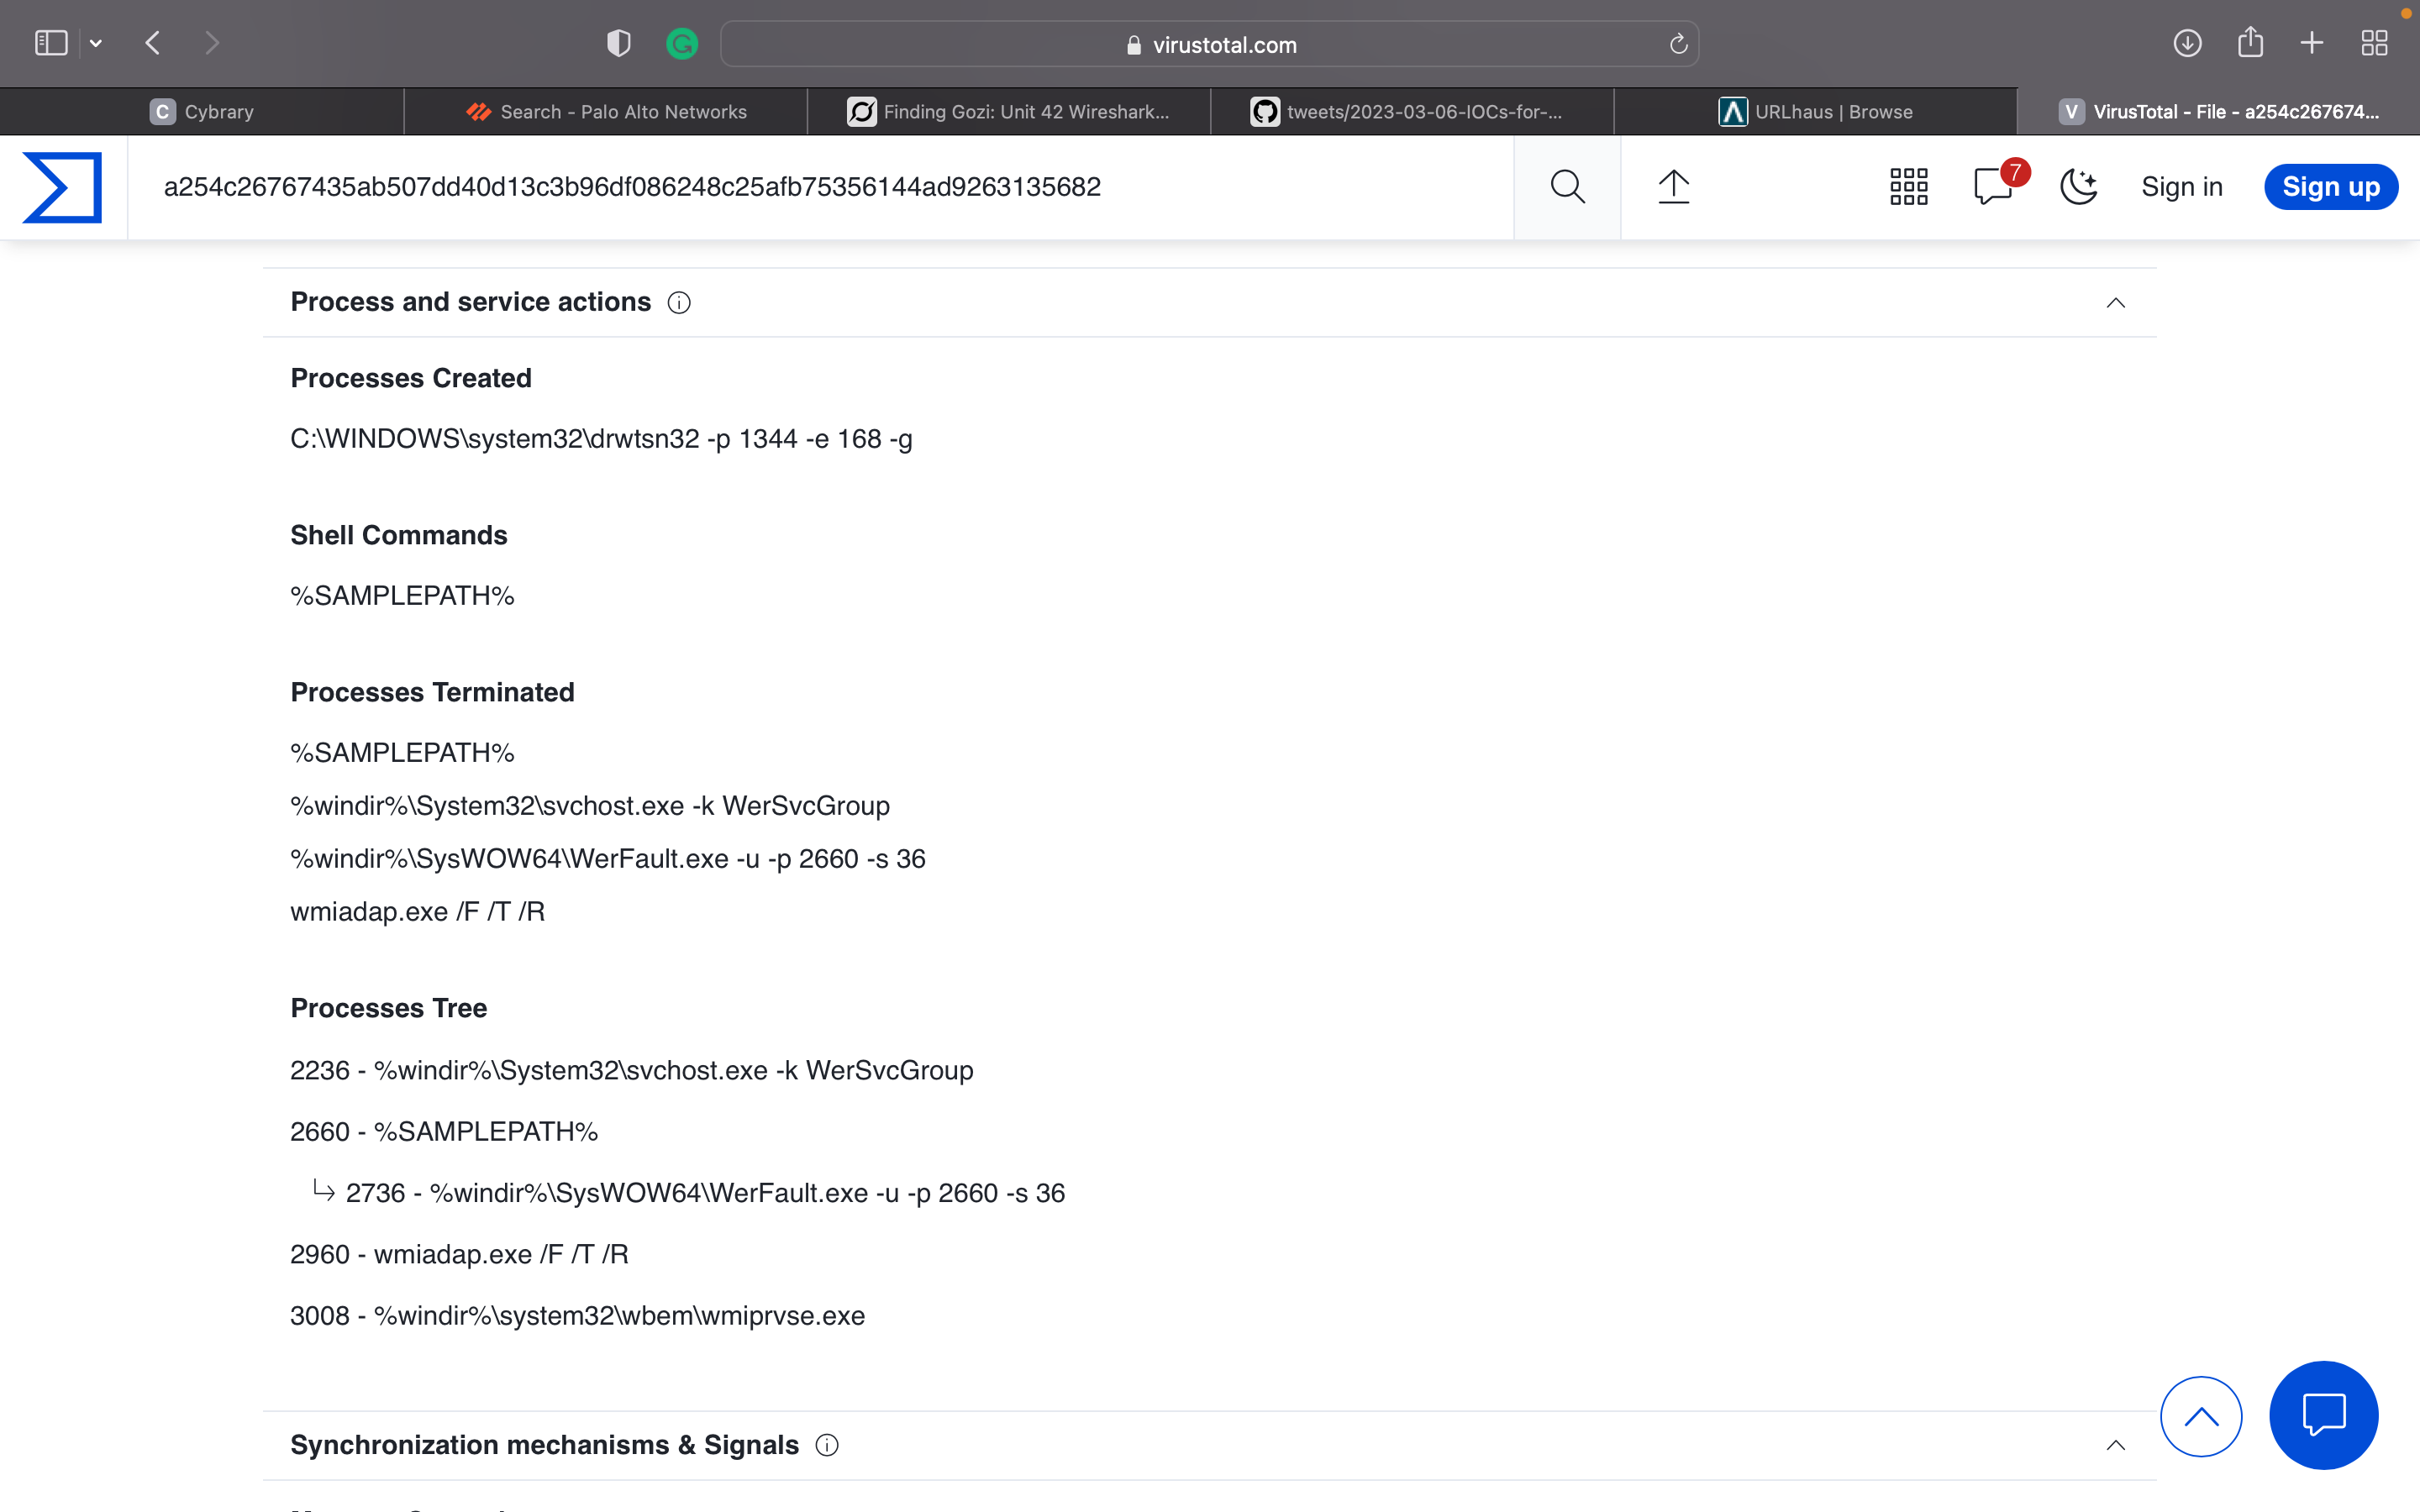 virustotal.com
C Cybrary
Search - Palo Alto Networks
Finding Gozi: Unit 42 Wireshark...
tweets/2023-03-06-IOCs-for-...
URLhaus | Browse
V VirusTotal - File - a254c267674...
a254c26767435ab507dd40d13c3b96df086248c25afb75356144ad9263135682
7
Sign in
Sign up
Process and service actions
Processes Created
C:\WINDOWS\system32\drwtsn32 -p 1344 -e 168 -g
Shell Commands
%SAMPLEPATH%
Processes Terminated
%SAMPLEPATH%
%windir%\System32\svchost.exe -k WerSvcGroup
%windir%\SysWOW64\WerFault.exe -u -p 2660 -s 36
wmiadap.exe /F /T /R
Processes Tree
2236 - %windir%\System32\svchost.exe -k WerSvcGroup
2660 - %SAMPLEPATH%
2736 - %windir%\SysWOW64\WerFault.exe -u -p 2660 -s 36
2960 - wmiadap.exe /F /T /R
3008 - %windir%\system32\wbem\wmiprvse.exe
Synchronization mechanisms & Signals